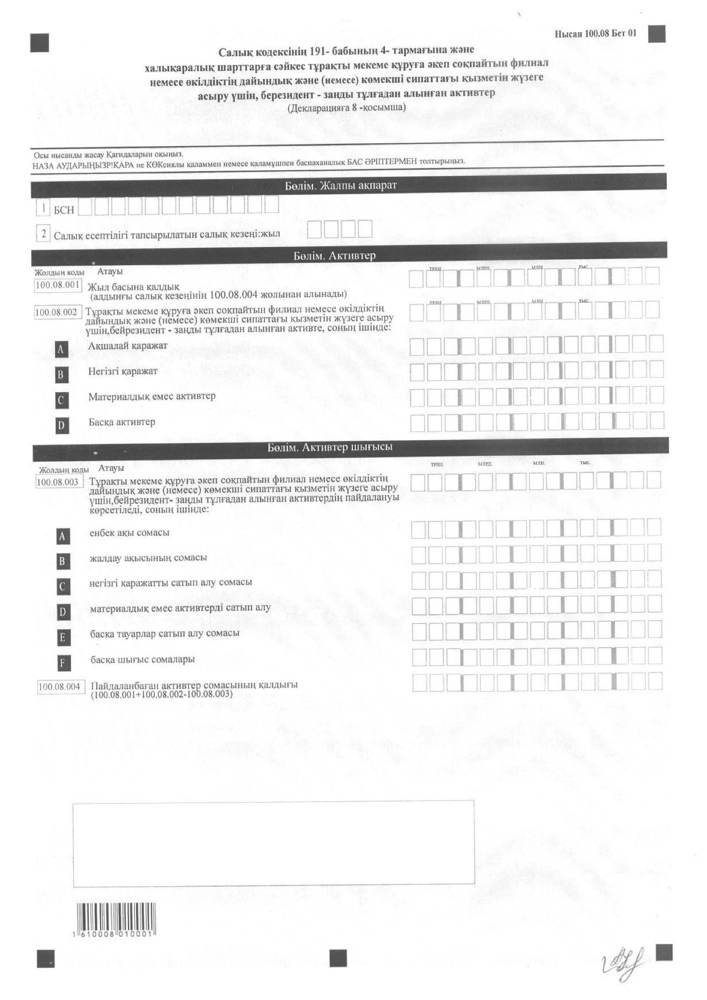 Нысан 100.08 Бет 01
Салық кодексінің 191- бабының 4- тармағына және
халықаралық шарттарға сәйкес тұрақты мекеме құруға әкеп соқпайтын филиал
немесе өкілдіктің дайындық және (немесе) көмекші сипаттағы қызметін жүзеге
асыру үшін, березидент - заңды тұлғадан алынған активтер
(Декларацияға 8 -қосымша)
Осы нысанды жасау Қағидаларын оқыңыз.
НАЗА АУДАРЫҢЫЗР!ҚАРА не КӨКсиялы қаламмен немесе қаламұшпен баспаханалық БАС ӘРІПТЕРМЕН толтырыңыз.
Бөлім. Жалпы ақпарат
1 БСН
2 Салық есептілігі тапсырылатын салық кезеңі:жыл
Бөлім. Активтер
Жолдың коды Атауы ТРЛН. МЛРД. МЛН. ТЫС.
100.08.001 Жыл басына қалдық
(алдынғы салық кезеңінің 100.08.004 жолынан алынады)
ТРЛН. МЛРД. МЛН. ТЫС.
100.08.002 Тұрақты мекеме құруға әкеп соқпайтын филиал немесе өкілдіктің
дайындық және (немесе) көмекші сипаттағы қызметін жүзеге асыру
үшін,бейрезидент - заңды тұлғадан алынған активте, соның ішінде:
A Ақшалай қаражат
B Негізгі қаражат
C Материалдық емес активтер
D Басқа активтер
Бөлім. Активтер шығысы
Жолдың коды Атауы ТРЛН. МЛРД. МЛН. ТЫС.
100.08.003 Тұрақты мекеме құруға әкеп соқпайтын филиал немесе өкілдіктің
дайындық және (немесе) көмекші сипаттағы қызметін жүзеге асыру
үшін,бейрезидент- заңды тұлғадан алынған активтердің пайдалануы
көрсетіледі, соның ішінде:
A енбек ақы сомасы
B жалдау ақысының сомасы
C негізгі қаражатты сатып алу сомасы
D материалдық емес активтерді сатып алу
E басқа тауарлар сатып алу сомасы
F басқа шығыс сомалары
100.08.004 Пайдаланбаған активтер сомасының қалдығы
(100.08.001+100.08.002-100.08.003)
1 610008 010001